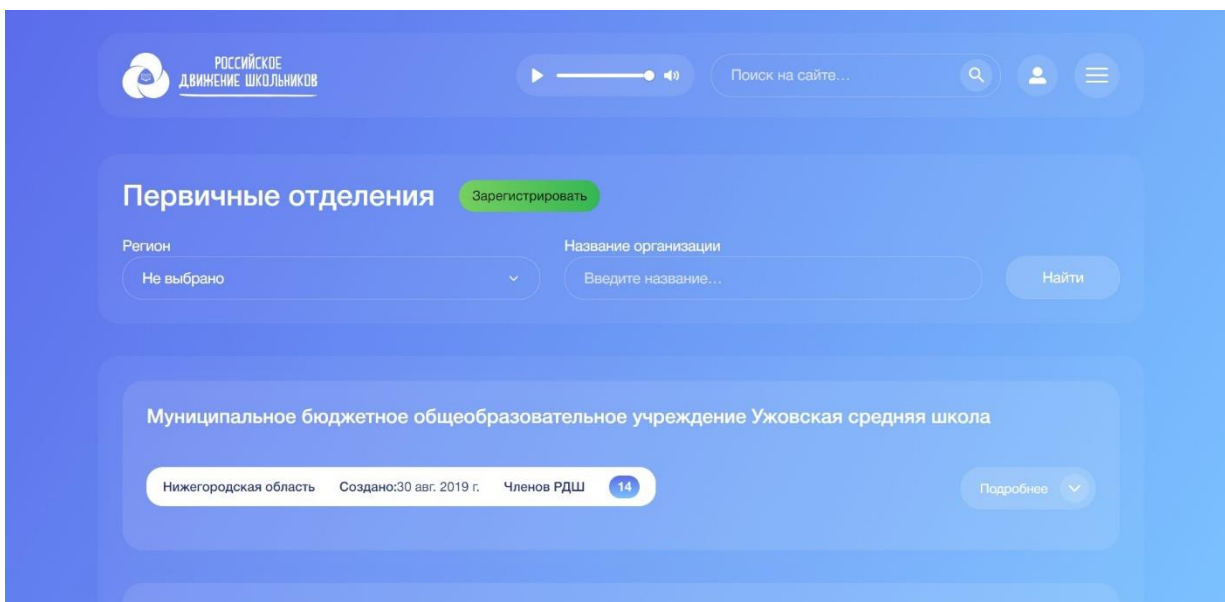 РОССИЙСКОЕ
ДВИЖЕНИЕ ШКОЛЬНИКОВ
Поиск на сайте...
Первичные отделения
Зарегистрировать
Регион
Название организации
Не выбрано
Введите название...
Найти
Муниципальное бюджетное общеобразовательное учреждение Ужовская средняя школа
Нижегородская область Создано:30 авг. 2019 г. Членов РДШ 14
Подробнее